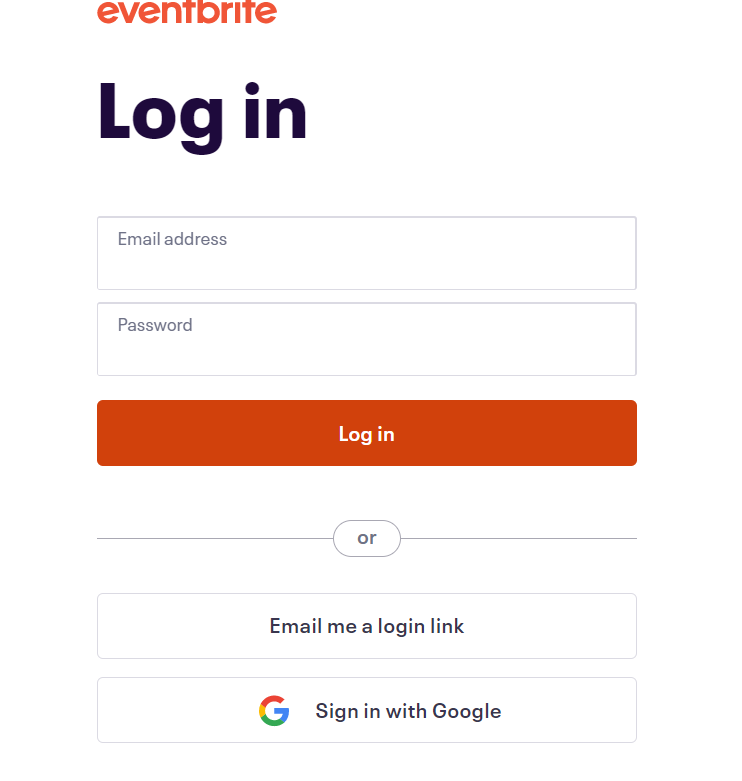 eventbrite
Log in
Email address
Password
Log in
or
Email me a login link
Sign in with Google